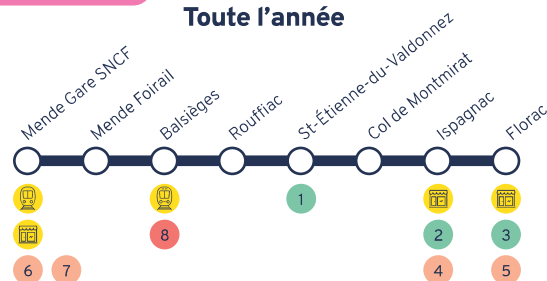 Toute l'année
Mende Gare SNCF
Mende Foirail
Balsièges
Rouffiac
St-Étienne-du-Valdonnez
Col de Montmirat
Ispagnac
Florac
1
8
2
3
6 7
4
5